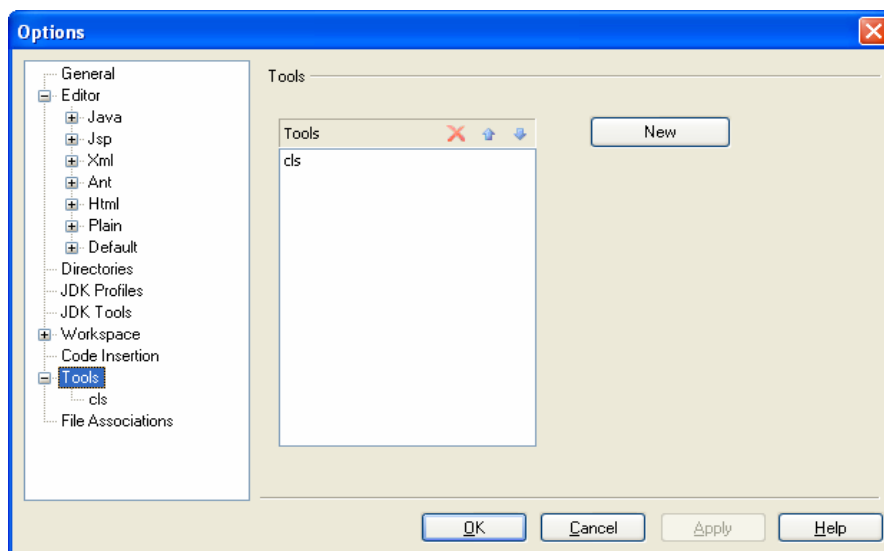 Options
General
Editor
Java
Jsp
Xml
Ant
Html
Plain
Default
Directories
JDK Profiles
JDK Tools
Workspace
Code Insertion
Tools
cls
File Associations
Tools
Tools
cls
New
OK
Cancel
Apply
Help